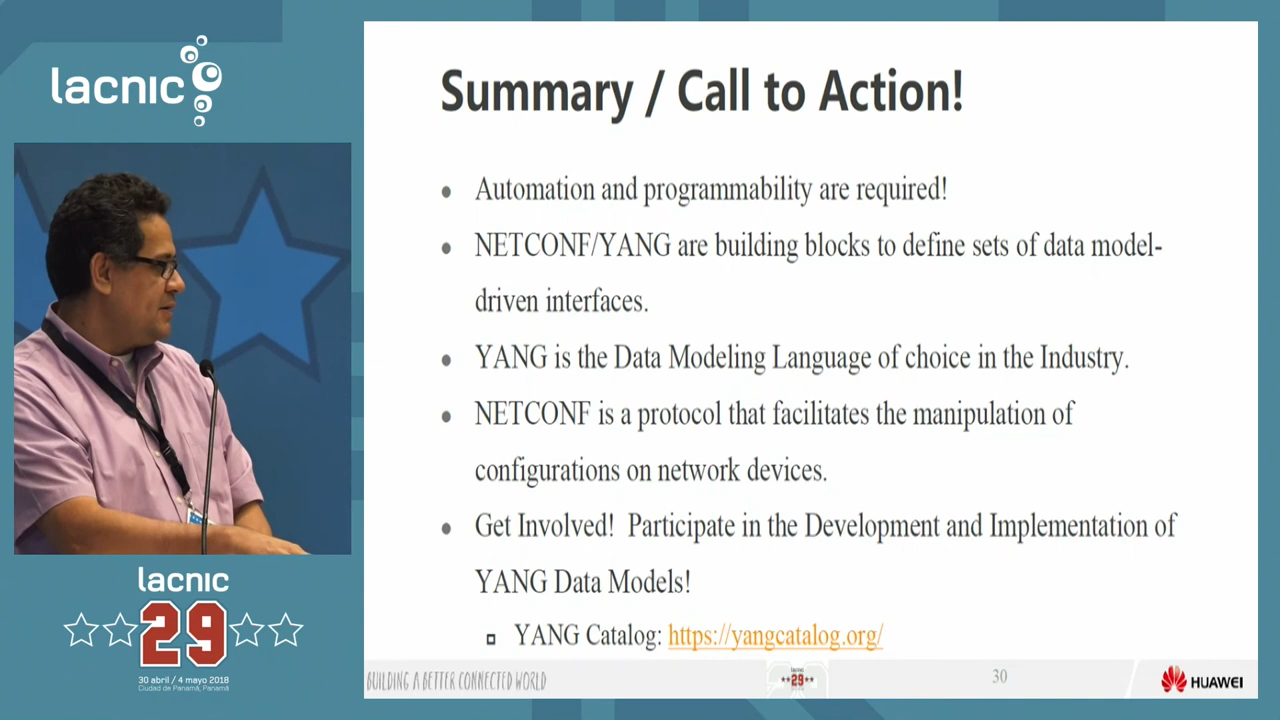 lacnic
Summary / Call to Action!
• Automation and programmability are required!
• NETCONF/YANG are building blocks to define sets of data model-
driven interfaces.
• YANG is the Data Modeling Language of choice in the Industry.
• NETCONF is a protocol that facilitates the manipulation of
configurations on network devices.
• Get Involved! Participate in the Development and Implementation of
YANG Data Models!
YANG Catalog: https://yangcatalog.org/
lacnic
29
30 abril / 4 mayo 2018
Ciudad de Panamá, Panamá
BUILDING A BETTER CONNECTED WORLD
lacnic
29
30
HUAWEI